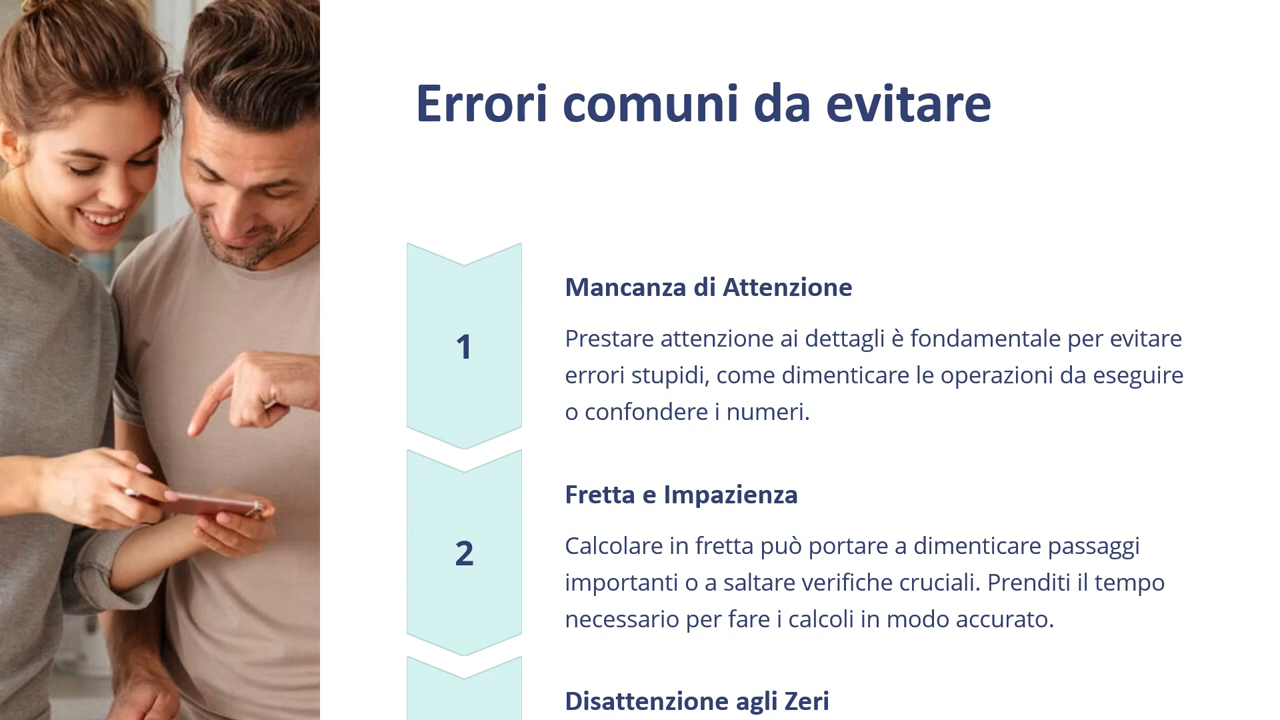 Errori comuni da evitare
1
Mancanza di Attenzione
Prestare attenzione ai dettagli è fondamentale per evitare
errori stupidi, come dimenticare le operazioni da eseguire
o confondere i numeri.
2
Fretta e Impazienza
Calcolare in fretta può portare a dimenticare passaggi
importanti o a saltare verifiche cruciali. Prenditi il tempo
necessario per fare i calcoli in modo accurato.
Disattenzione agli Zeri